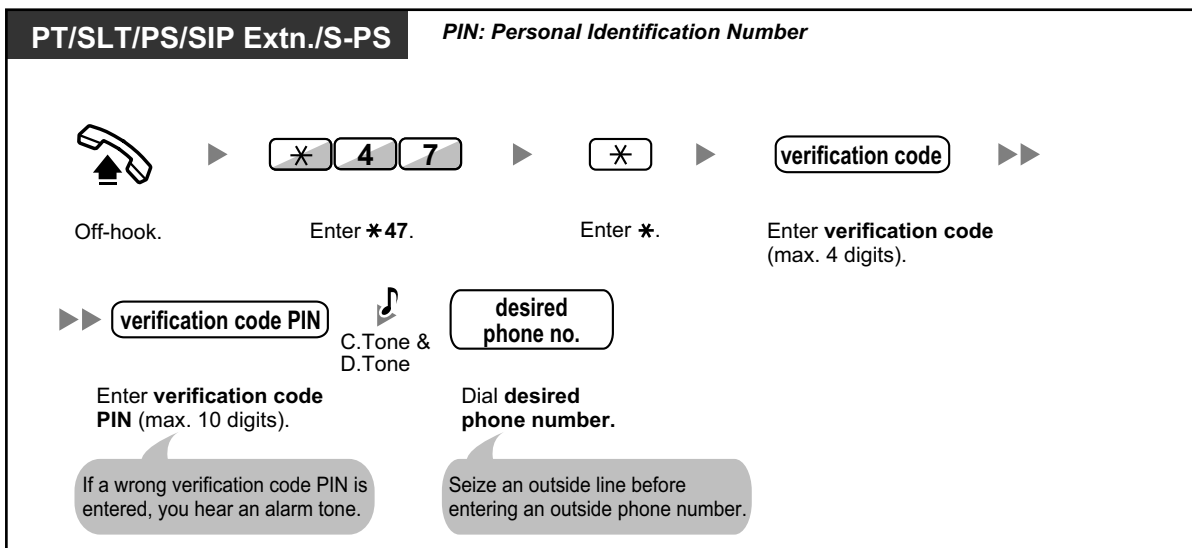 PT/SLT/PS/SIP Extn./S-PS
PIN: Personal Identification Number
* 4 7
*
verification code
Off-hook.
Enter *47.
Enter *.
Enter verification code
(max. 4 digits).
verification code PIN
C.Tone &
D.Tone
desired
phone no.
Enter verification code
PIN (max. 10 digits).
Dial desired
phone number.
If a wrong verification code PIN is
entered, you hear an alarm tone.
Seize an outside line before
entering an outside phone number.